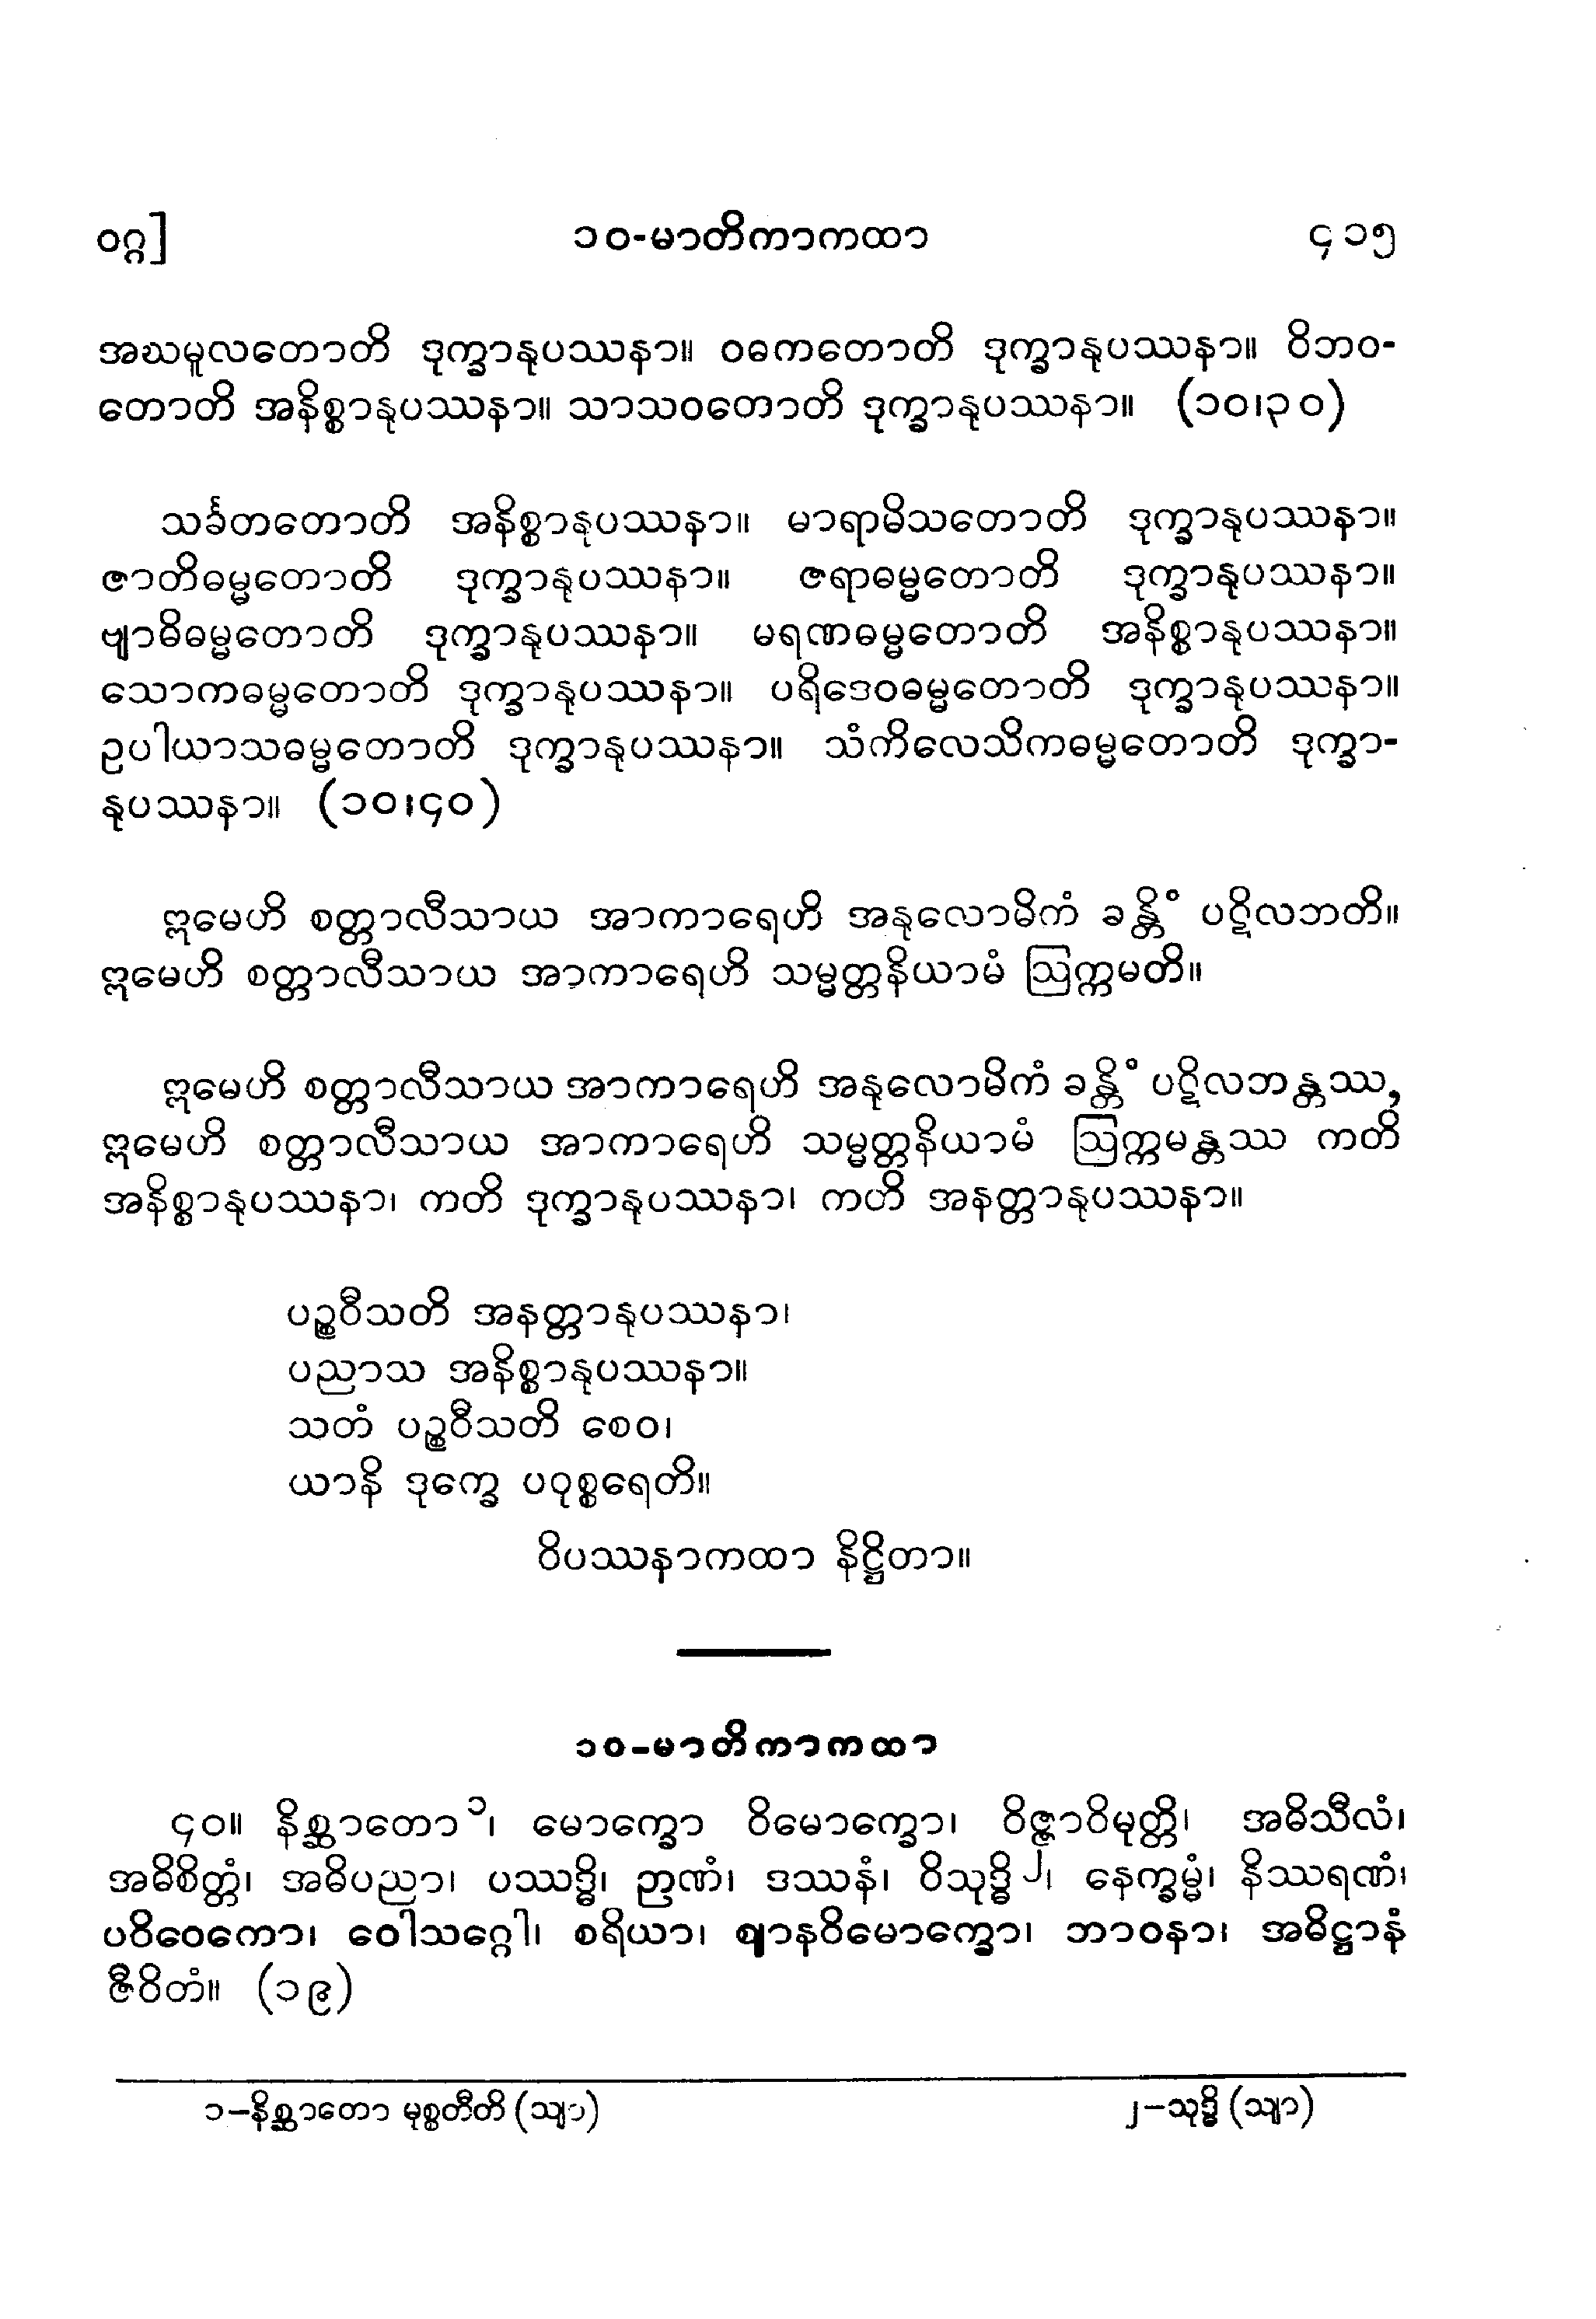 ဝဂ္ဂ] ၁၀-မာတိကာကထာ ၄၁၅
အဃမူလတောတိ ဒုက္ခာနုပဿနာ။ ဝဓကတောတိ ဒုက္ခာနုပဿနာ။ ဝိဘဝ-
တောတိ အနိစ္စာနုပဿနာ။ သာသဝတောတိ ဒုက္ခာနုပဿနာ။ (၁၀၊၃၀)
သင်္ခတတောတိ အနိစ္စာနုပဿနာ။ မာရာမိသတောတိ ဒုက္ခာနုပဿနာ။
ဇာတိဓမ္မတောတိ ဒုက္ခာနုပဿနာ။ ဇရာဓမ္မတောတိ ဒုက္ခာနုပဿနာ။
ဗျာဓိဓမ္မတောတိ ဒုက္ခာနုပဿနာ။ မရဏဓမ္မတောတိ အနိစ္စာနုပဿနာ။
သောကဓမ္မတောတိ ဒုက္ခာနုပဿနာ။ ပရိဒေဝဓမ္မတောတိ ဒုက္ခာနုပဿနာ။
ဥပါယာသဓမ္မတောတိ ဒုက္ခာနုပဿနာ။ သံကိလေသိကဓမ္မတောတိ ဒုက္ခာ-
နုပဿနာ။ (၁၀၊၄၀)
ဣမေဟိ စတ္တာလီသာယ အာကာရေဟိ အနုလောမိကံ ခန္တိံ ပဋိလဘတိ။
ဣမေဟိ စတ္တာလီသာယ အာကာရေဟိ သမ္မတ္တနိယာမံ ဩက္ကမတိ။
ဣမေဟိ စတ္တာလီသာယ အာကာရေဟိ အနုလောမိကံ ခန္တိံ ပဋိလဘန္တဿ,
ဣမေဟိ စတ္တာလီသာယ အာကာရေဟိ သမ္မတ္တနိယာမံ ဩက္ကမန္တဿ ကတိ
အနိစ္စာနုပဿနာ၊ ကတိ ဒုက္ခာနုပဿနာ၊ ကဟိ အနတ္တာနုပဿနာ။
ပဉ္စဝီသတိ အနတ္တာနုပဿနာ၊
ပညာသ အနိစ္စာနုပဿနာ။
သတံ ပဉ္စဝီသတိ စေဝ၊
ယာနိ ဒုက္ခေ ပဝုစ္စရေတိ။
ဝိပဿနာကထာ နိဋ္ဌိတာ။
၁၀-မာတိကာကထာ
၄၀။ နိစ္ဆာတော၁၊ မောက္ခော ဝိမောက္ခော၊ ဝိဇ္ဇာဝိမုတ္တိ၊ အဓိသီလံ၊
အဓိစိတ္တံ၊ အဓိပညာ၊ ပဿဒ္ဓိ၊ ဉာဏံ၊ ဒဿနံ၊ ဝိသုဒ္ဓိ၂၊ နေက္ခမ္မံ၊ နိဿရဏံ၊
ပဝိဝေကော၊ ဝေါသဂ္ဂေါ၊ စရိယာ၊ ဈာနဝိမောက္ခော၊ ဘာဝနာ၊ အဓိဋ္ဌာနံ
ဇီဝိတံ။ (၁၉)
၁–နိစ္ဆာတော မုစ္စတီတိ (သျာ) ၂–သုဒ္ဓိ (သျာ)